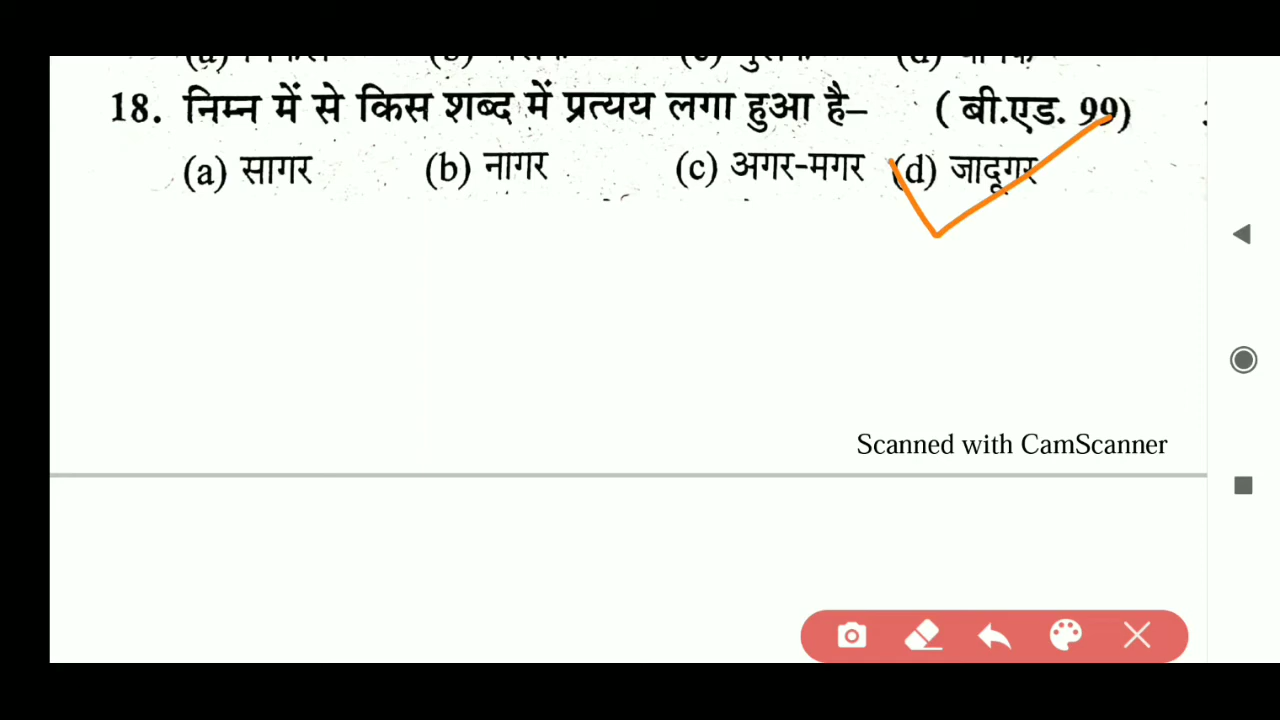 18. निम्न में से किस शब्द में प्रत्यय लगा हुआ है– ( बी.एड. 99)
(a) सागर (b) नागर (c) अगर-मगर (d) जादूगर
Scanned with CamScanner